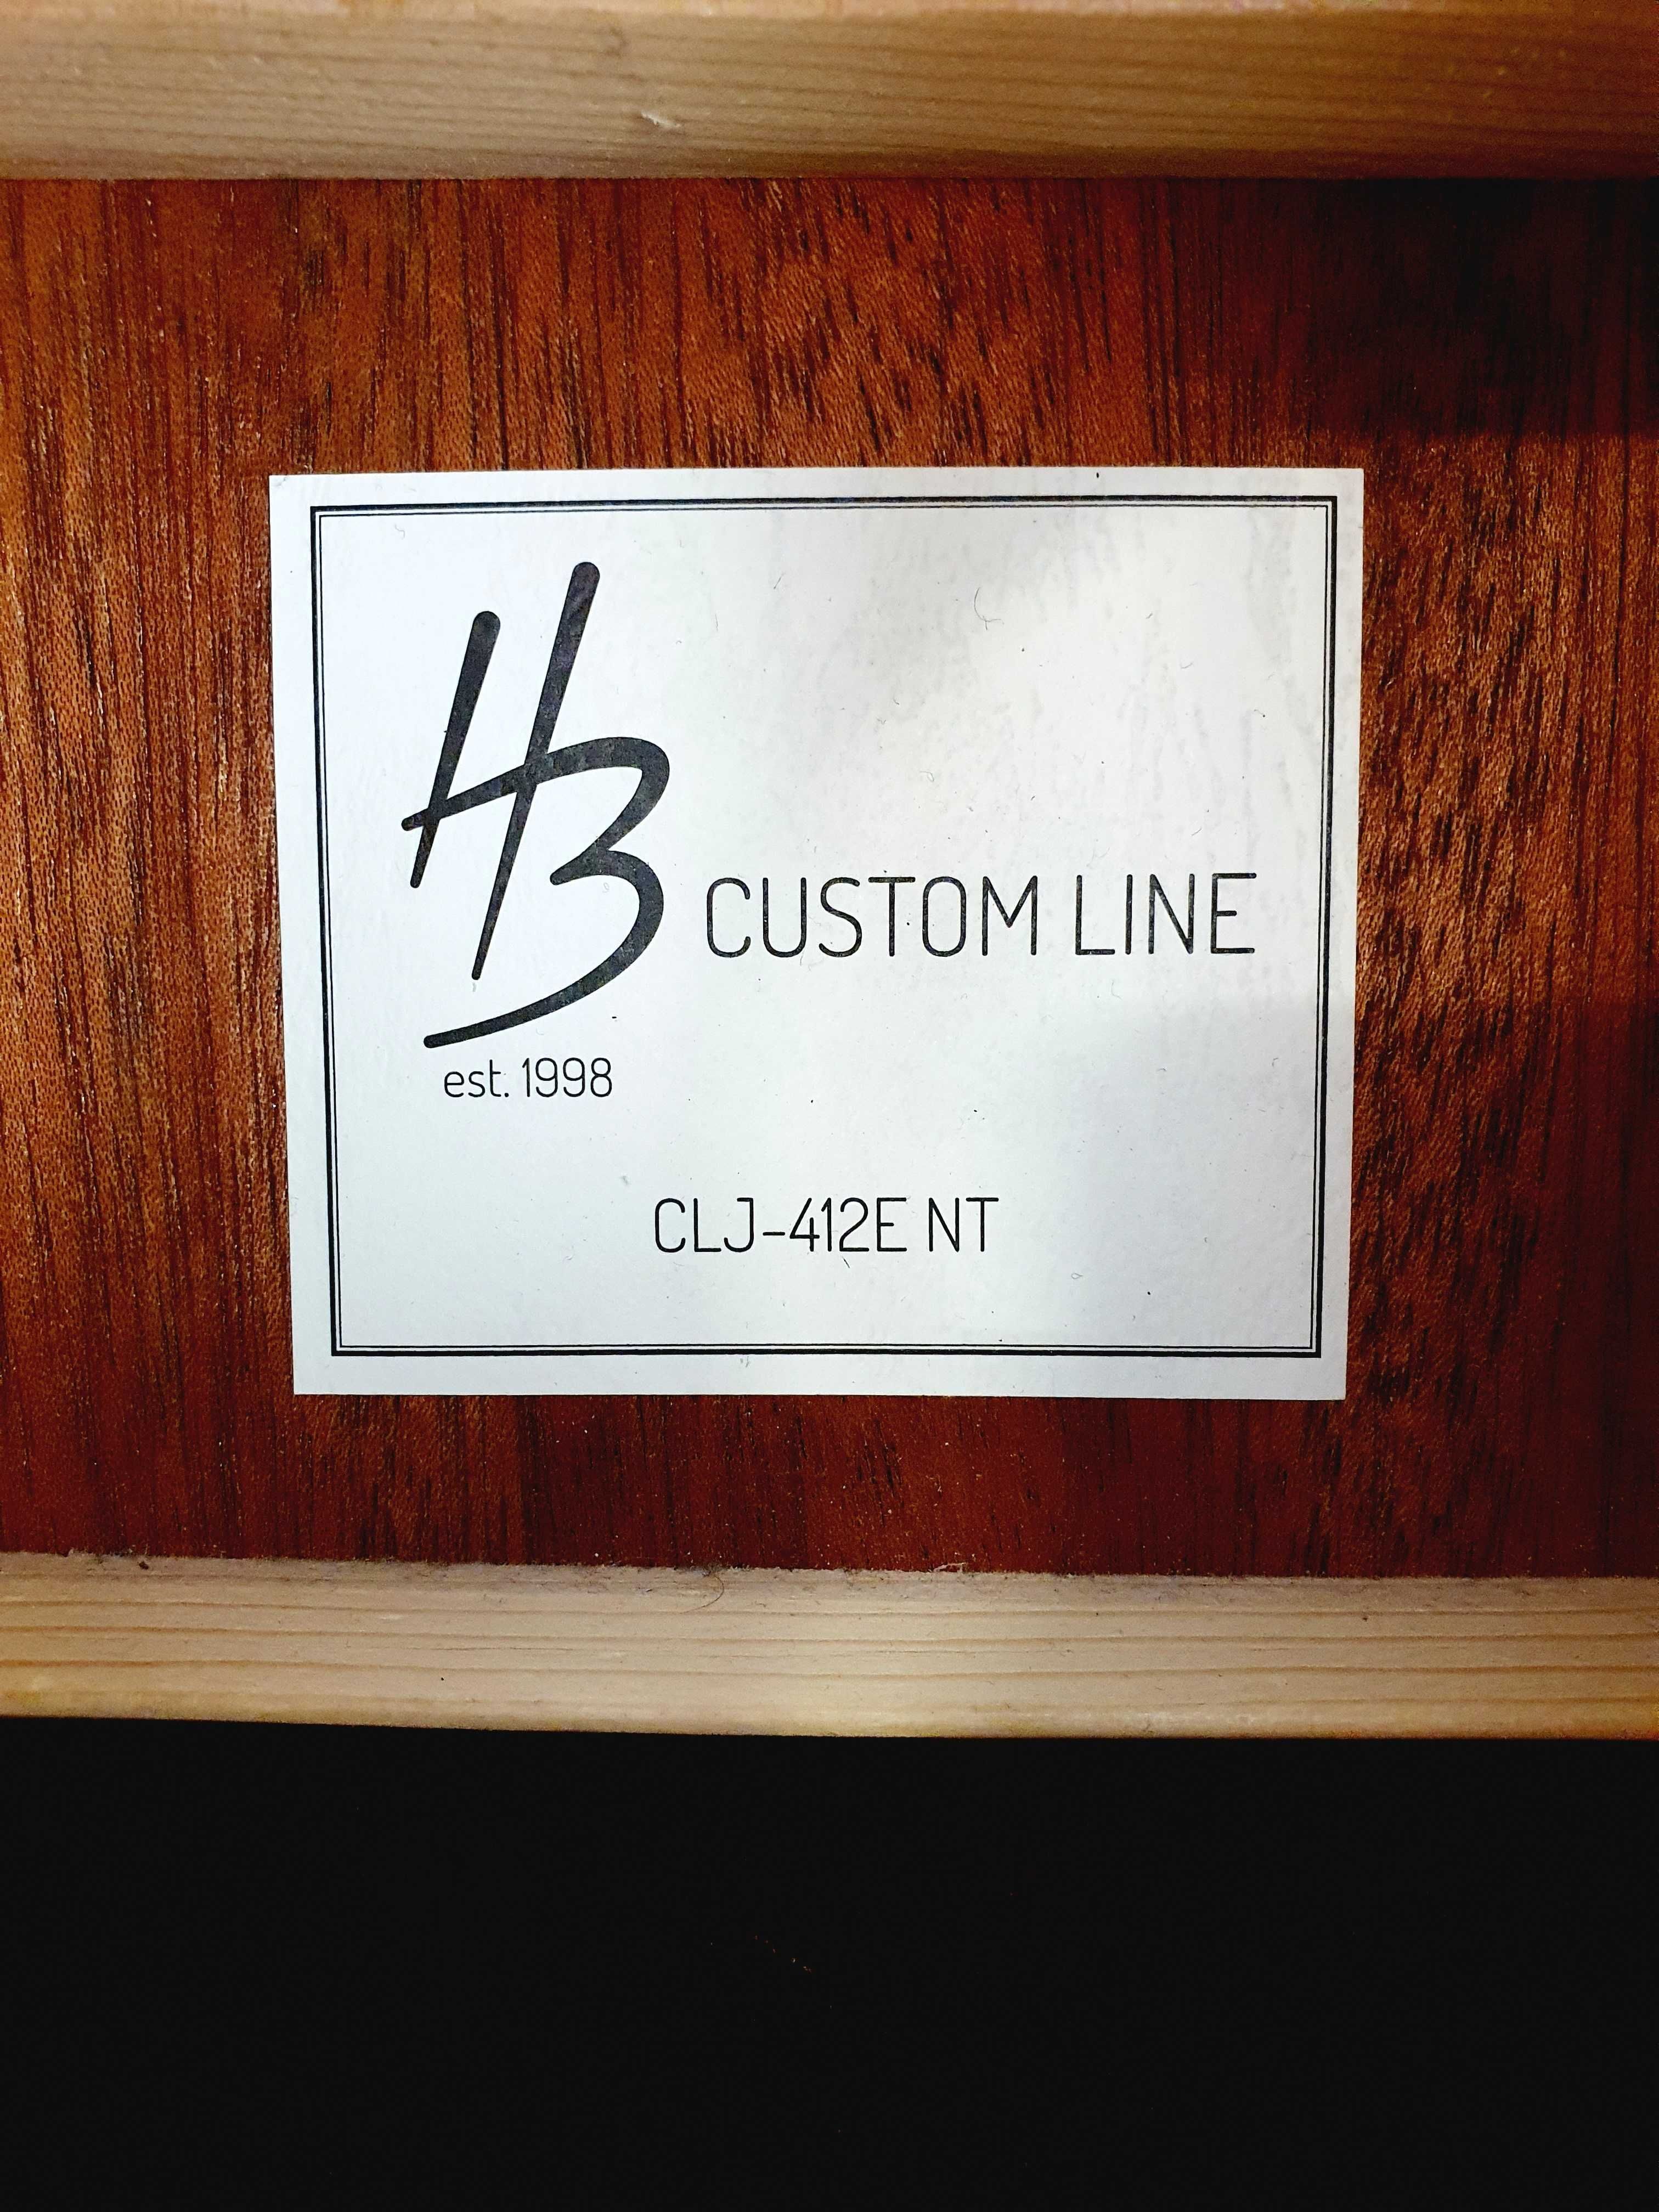 HB CUSTOM LINE
est. 1998
CLJ-412E NT